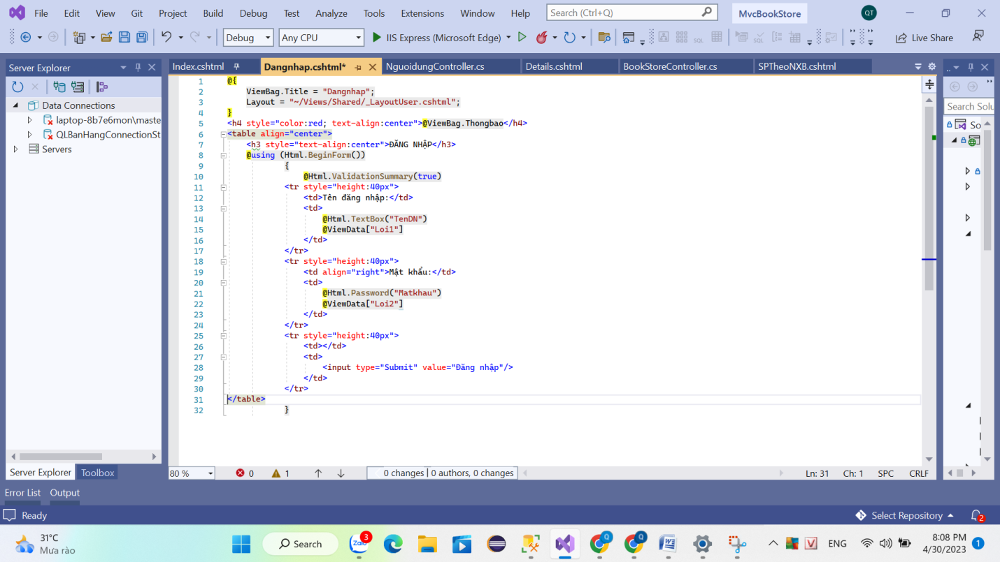 File Edit View Git Project Build Debug Test Analyze Tools Extensions Window Help Search (Ctrl+Q) MvcBookStore QT
Debug Any CPU IIS Express (Microsoft Edge) Live Share
Server Explorer
Data Connections
laptop-8b7e6mon\maste
QLBanHangConnectionSt
Servers
Server Explorer Toolbox
Index.cshtml Dangnhap.cshtml* NguoidungController.cs Details.cshtml BookStoreController.cs SPTheoNXB.cshtml
1 @{
2 ViewBag.Title = "Dangnhap";
3 Layout = "~/Views/Shared/_LayoutUser.cshtml";
4 }
5 <h4 style="color:red; text-align:center">@ViewBag.Thongbao</h4>
6 <table align="center">
7 <h3 style="text-align:center">ĐĂNG NHẬP</h3>
8 @using (Html.BeginForm())
9 {
10 @Html.ValidationSummary(true)
11 <tr style="height:40px">
12 <td>Tên đăng nhập:</td>
13 <td>
14 @Html.TextBox("TenDN")
15 @ViewData["Loi1"]
16 </td>
17 </tr>
18 <tr style="height:40px">
19 <td align="right">Mật khẩu:</td>
20 <td>
21 @Html.Password("Matkhau")
22 @ViewData["Loi2"]
23 </td>
24 </tr>
25 <tr style="height:40px">
26 <td></td>
27 <td>
28 <input type="Submit" value="Đăng nhập"/>
29 </td>
30 </tr>
31 </table>
32 }
80 % 0 1 0 changes | 0 authors, 0 changes Ln: 31 Ch: 1 SPC CRLF
Search Solu
So
Error List Output
Ready Select Repository 2
31°C
Mưa rào
Search Zalo 3 Q Q ENG
8:08 PM
4/30/2023 1